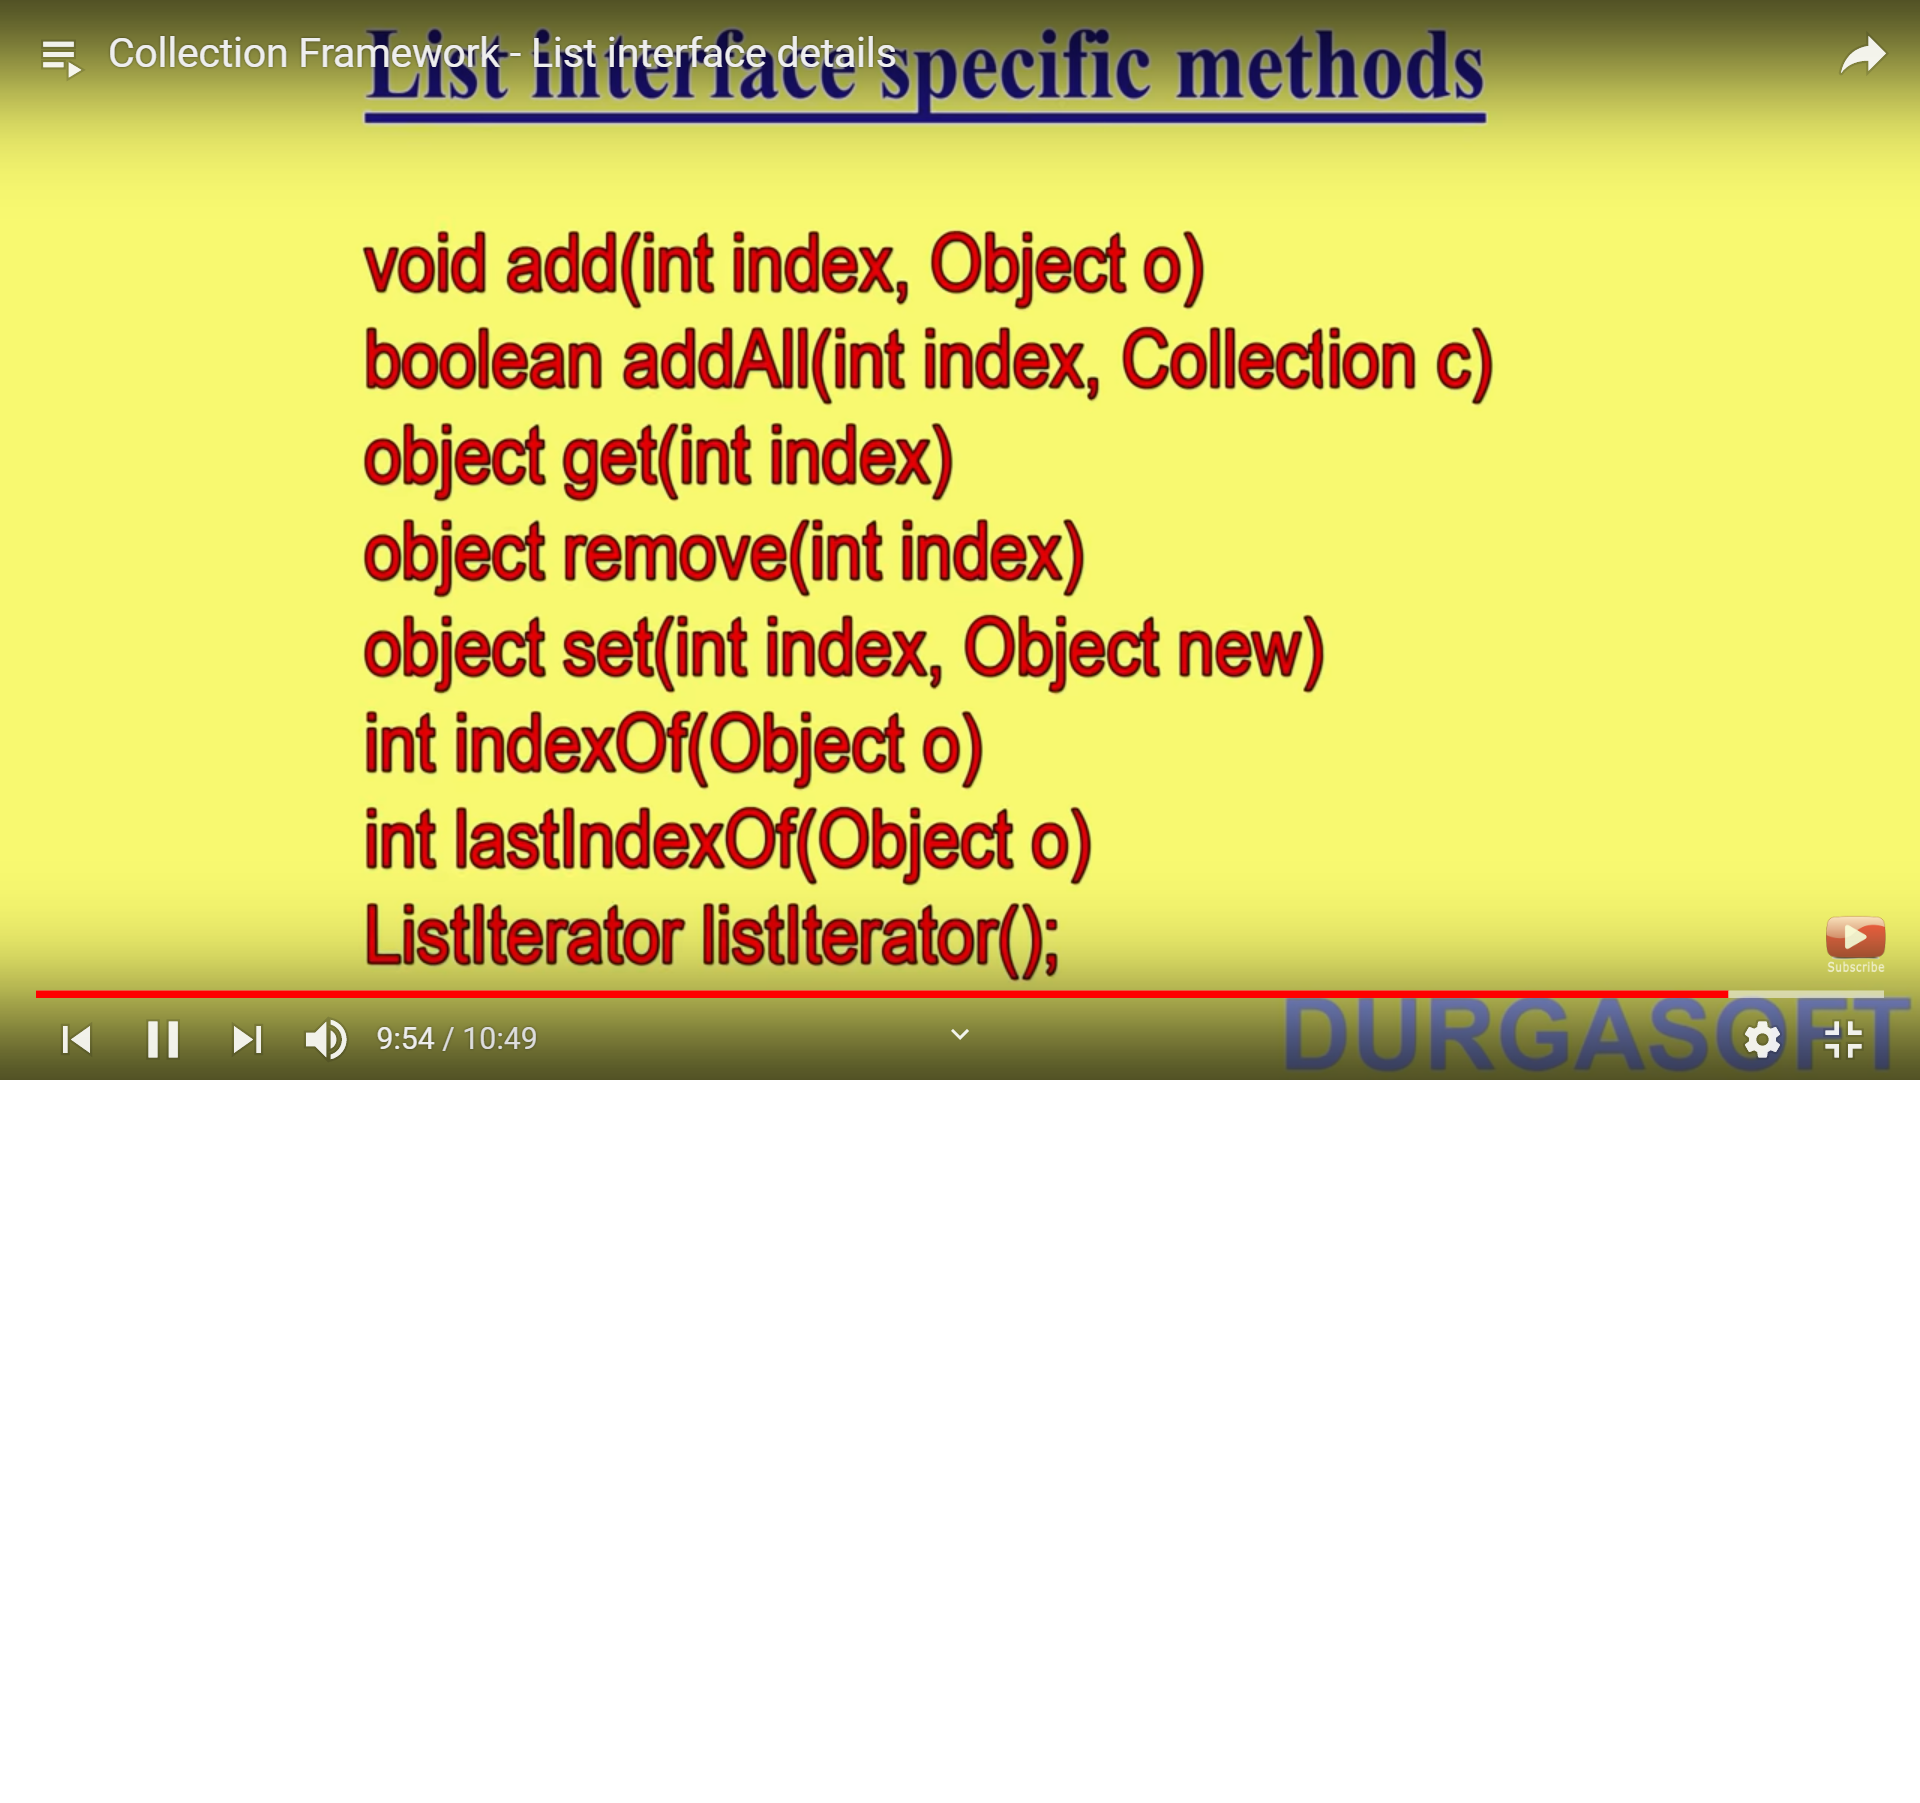 Collection Framework - List interface details
List interface specific methods
void add(int index, Object o)
boolean addAll(int index, Collection c)
object get(int index)
object remove(int index)
object set(int index, Object new)
int indexOf(Object o)
int lastIndexOf(Object o)
ListIterator listIterator();
Subscribe
9:54 / 10:49
DURGASOFT